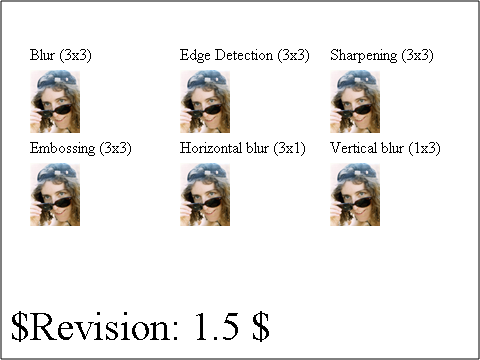 Blur (3x3) Edge Detection (3x3) Sharpening (3x3)
Embossing (3x3) Horizontal blur (3x1) Vertical blur (1x3)
$Revision: 1.5 $